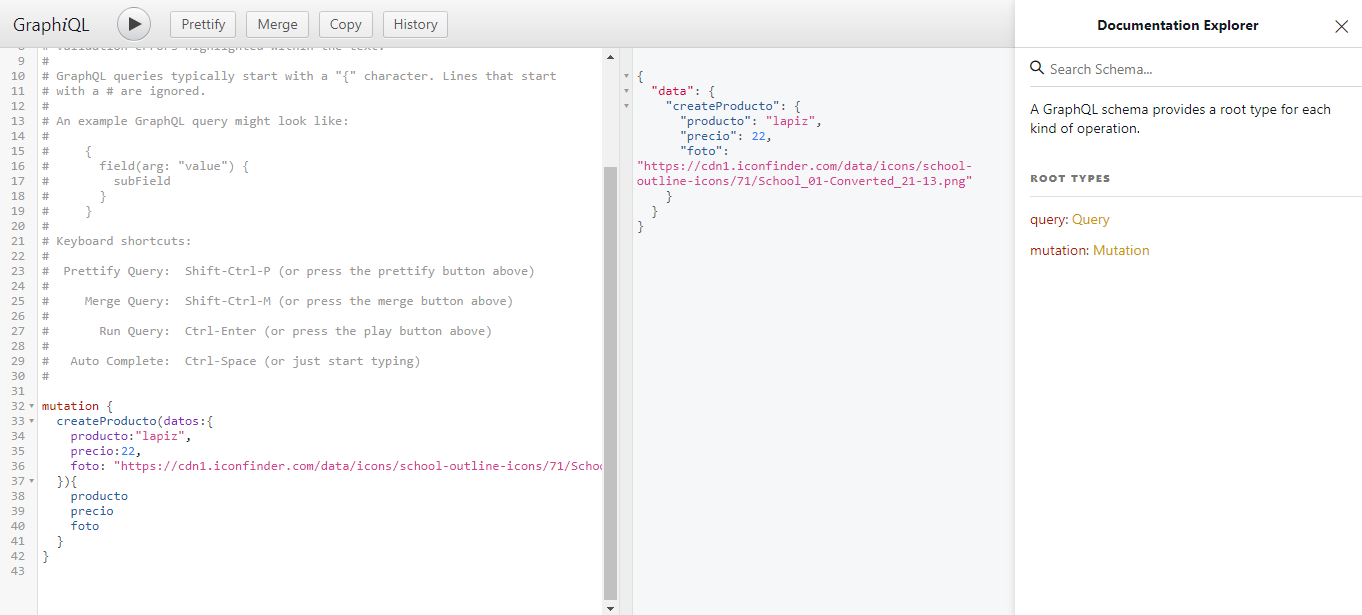 GraphiQL
Prettify
Merge
Copy
History
8 # validation errors highlighted within the text.
9 #
10 # GraphQL queries typically start with a "{" character. Lines that start
11 # with a # are ignored.
12 #
13 # An example GraphQL query might look like:
14 #
15 #     {
16 #       field(arg: "value") {
17 #         subField
18 #       }
19 #     }
20 #
21 # Keyboard shortcuts:
22 #
23 #  Prettify Query:  Shift-Ctrl-P (or press the prettify button above)
24 #
25 #     Merge Query:  Shift-Ctrl-M (or press the merge button above)
26 #
27 #       Run Query:  Ctrl-Enter (or press the play button above)
28 #
29 #   Auto Complete:  Ctrl-Space (or just start typing)
30 #
31
32 mutation {
33   createProducto(datos:{
34     producto:"lapiz",
35     precio:22,
36     foto: "https://cdn1.iconfinder.com/data/icons/school-outline-icons/71/Schoo
37   }){
38     producto
39     precio
40     foto
41   }
42 }
43
{
  "data": {
    "createProducto": {
      "producto": "lapiz",
      "precio": 22,
      "foto":
"https://cdn1.iconfinder.com/data/icons/school-
outline-icons/71/School_01-Converted_21-13.png"
    }
  }
}
Documentation Explorer
Search Schema...
A GraphQL schema provides a root type for each
kind of operation.
ROOT TYPES
query: Query
mutation: Mutation